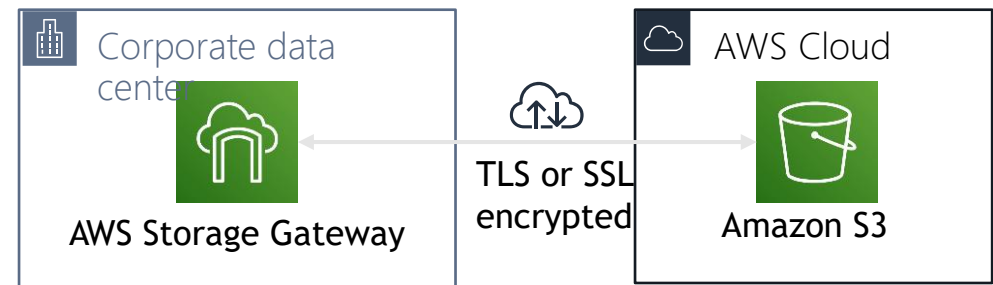 Corporate data
center
AWS Cloud
TLS or SSL
encrypted
AWS Storage Gateway
Amazon S3